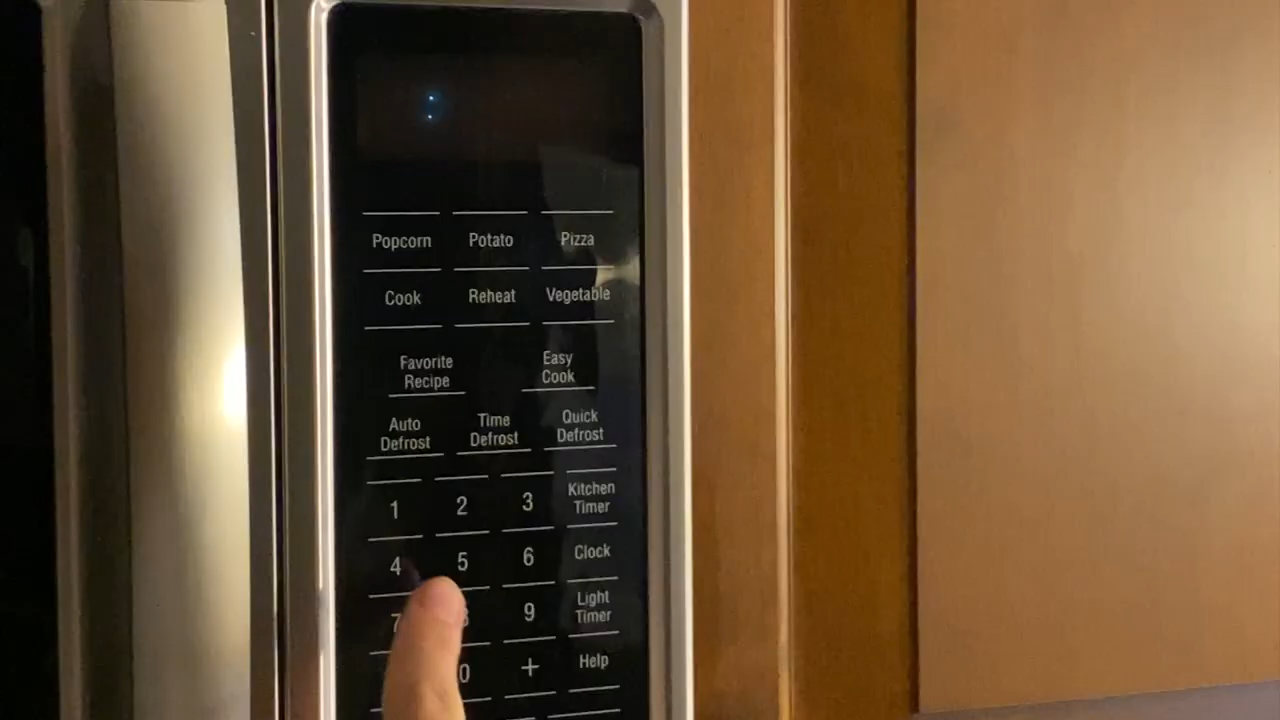 :
Popcorn Potato Pizza
Cook Reheat Vegetable
Favorite Easy
Recipe Cook
Auto Time Quick
Defrost Defrost Defrost
1 2 3 Kitchen
Timer
4 5 6 Clock
7 9 Light
Timer
0 + Help